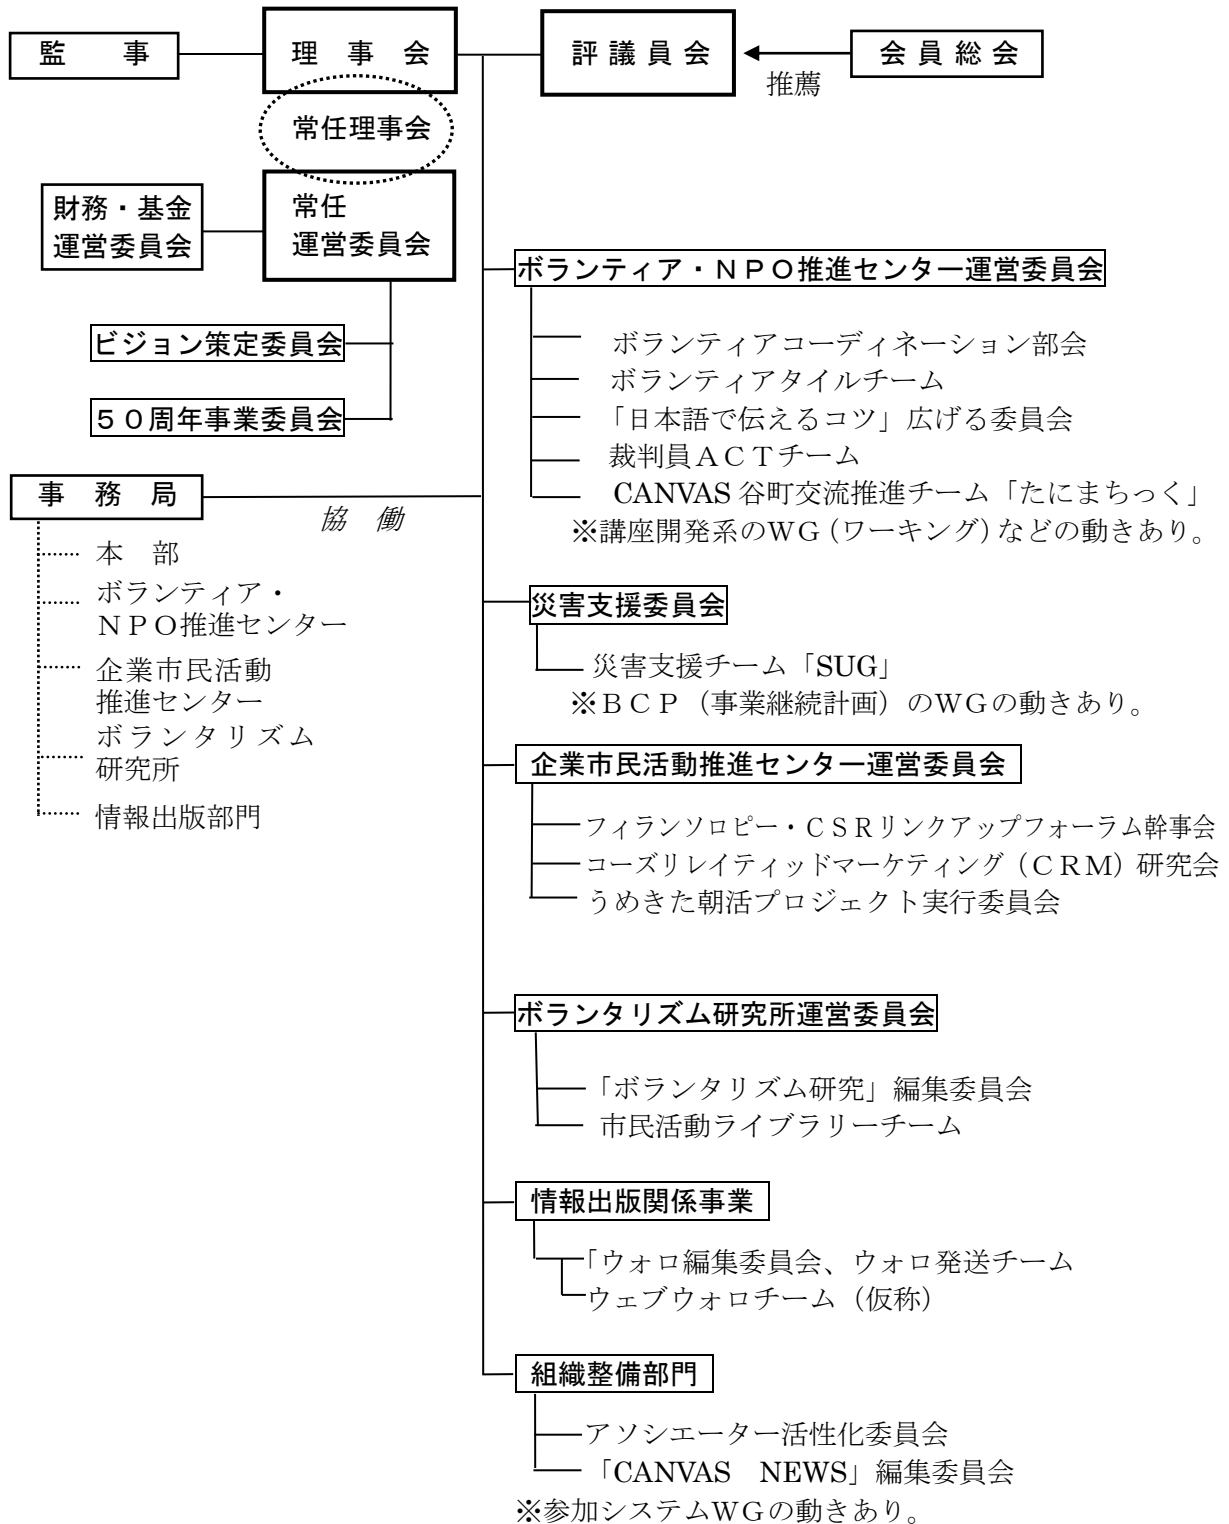 監　事
理　事　会
評 議 員 会
会 員 総 会
推薦
常任理事会
財務・基金
運営委員会
常任
運営委員会
ビジョン策定委員会
５０周年事業委員会
事　務　局
協　働
本　部
ボランティア・
ＮＰＯ推進センター
企業市民活動
推進センター
ボランタリズム
研究所
情報出版部門
ボランティア・ＮＰＯ推進センター運営委員会
ボランティアコーディネーション部会
ボランティアタイルチーム
「日本語で伝えるコツ」広げる委員会
裁判員ＡＣＴチーム
CANVAS 谷町交流推進チーム「たにまちっく」
※講座開発系のＷＧ（ワーキング）などの動きあり。
災害支援委員会
災害支援チーム「SUG」
※ＢＣＰ（事業継続計画）のＷＧの動きあり。
企業市民活動推進センター運営委員会
フィランソロピー・ＣＳＲリンクアップフォーラム幹事会
コーズリレイティッドマーケティング（ＣＲＭ）研究会
うめきた朝活プロジェクト実行委員会
ボランタリズム研究所運営委員会
「ボランタリズム研究」編集委員会
市民活動ライブラリーチーム
情報出版関係事業
「ウォロ編集委員会、ウォロ発送チーム
ウェブウォロチーム（仮称）
組織整備部門
アソシエーター活性化委員会
「CANVAS　NEWS」編集委員会
※参加システムＷＧの動きあり。